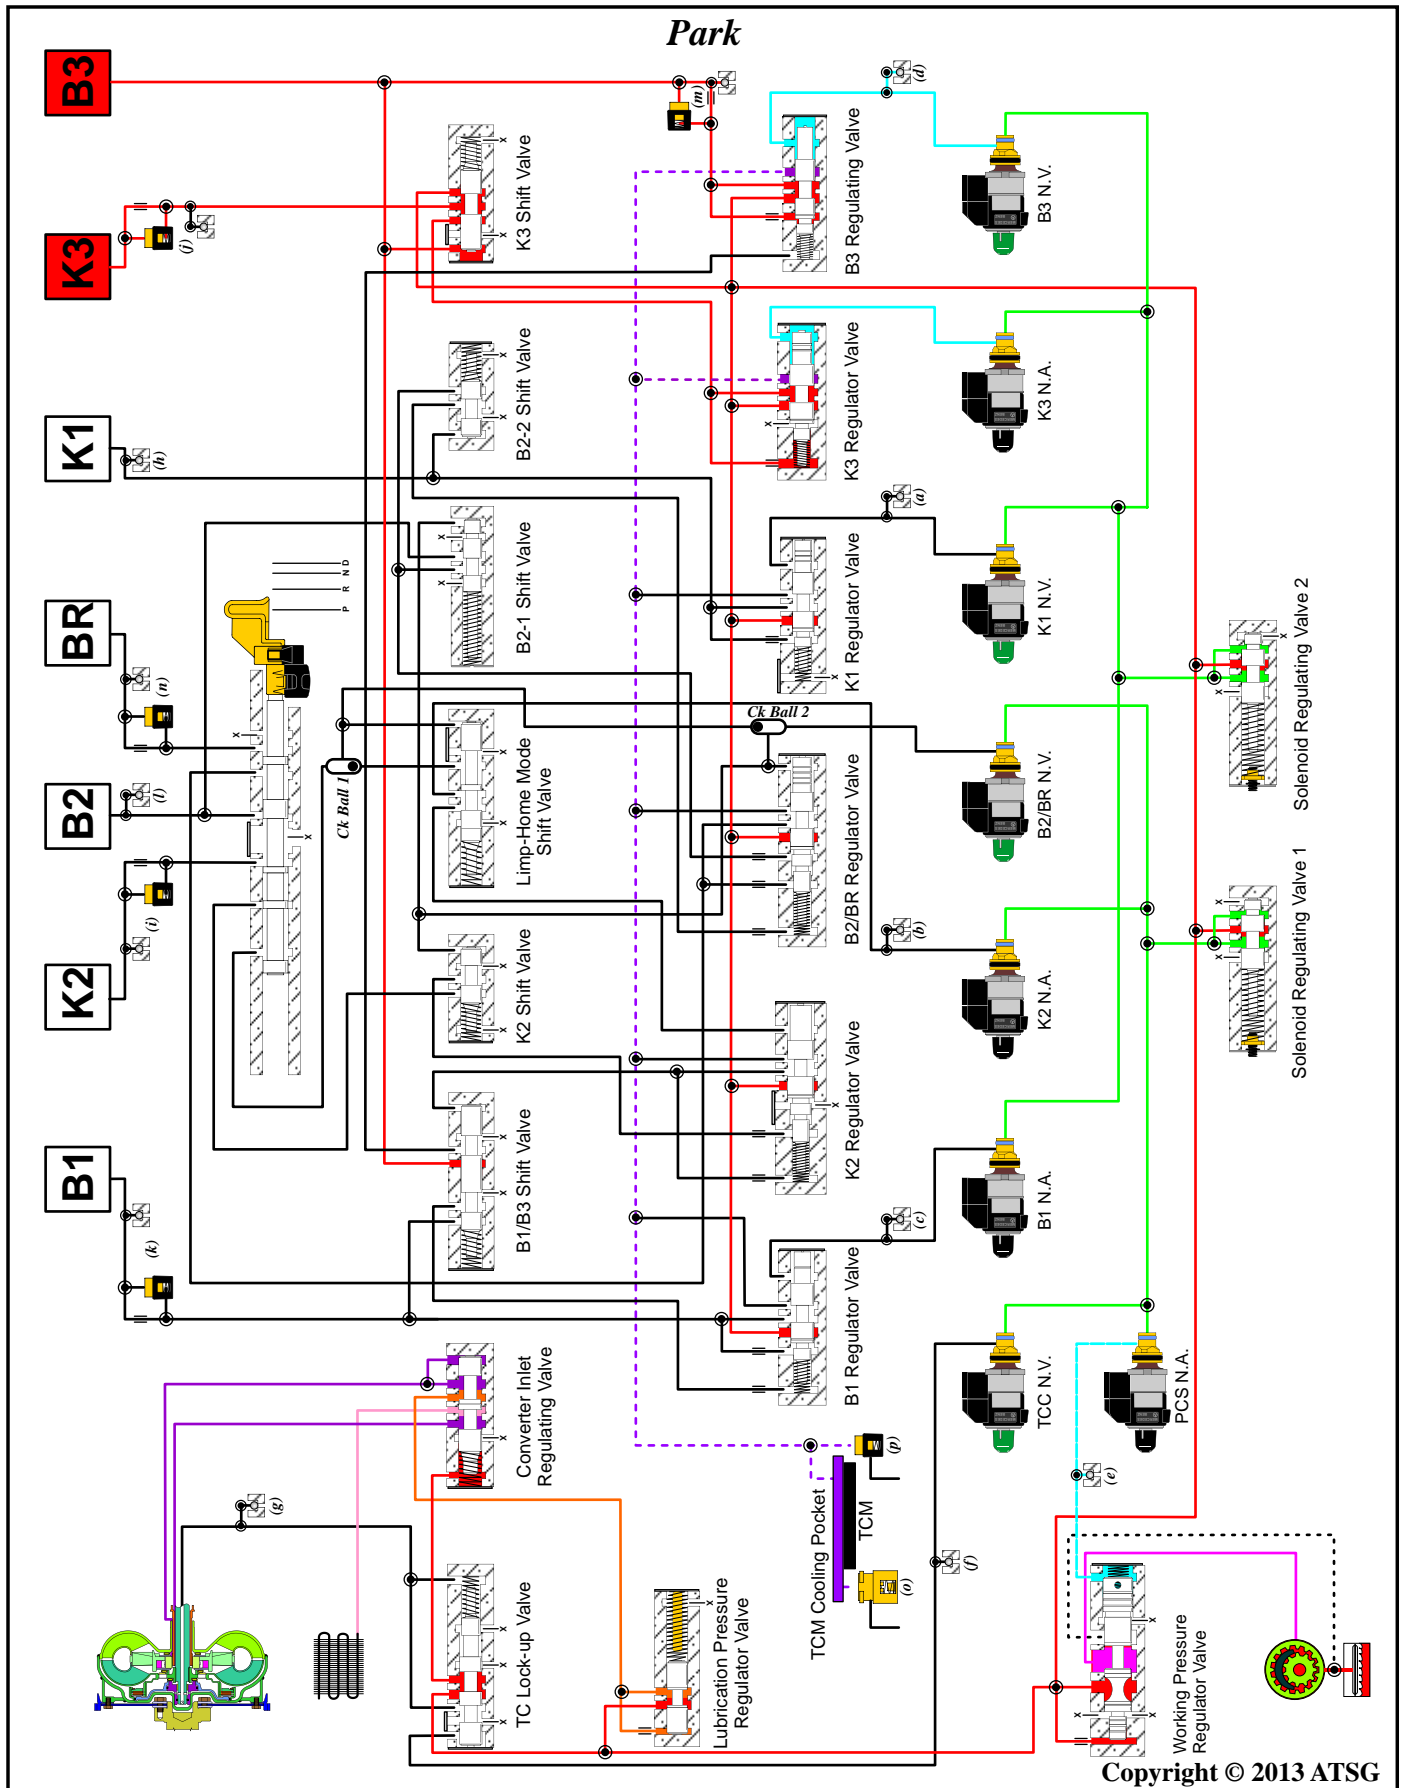 Park
B3
K3
K1
BR
B2
K2
B1
(m)
(j)
(h)
(n)
(l)
(i)
(k)
(g)
K3 Shift Valve
B2-2 Shift Valve
B2-1 Shift Valve
P R N D
Ck Ball 1
Limp-Home Mode
Shift Valve
K2 Shift Valve
B1/B3 Shift Valve
Converter Inlet
Regulating Valve
TC Lock-up Valve
Lubrication Pressure
Regulator Valve
(d)
B3 Regulating Valve
K3 Regulator Valve
(a)
K1 Regulator Valve
Ck Ball 2
B2/BR Regulator Valve
(b)
K2 Regulator Valve
(c)
B1 Regulator Valve
TCM Cooling Pocket
TCM
(p)
(o)
(f)
(e)
B3 N.V.
K3 N.A.
K1 N.V.
B2/BR N.V.
K2 N.A.
B1 N.A.
TCC N.V.
PCS N.A.
Solenoid Regulating Valve 2
Solenoid Regulating Valve 1
Working Pressure
Regulator Valve
Copyright © 2013 ATSG